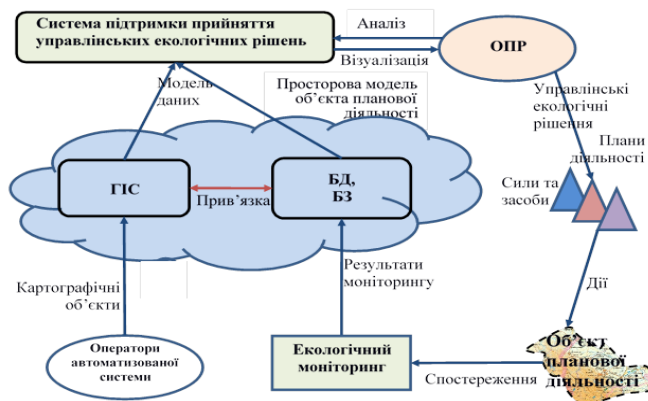 Система підтримки прийняття
управлінських екологічних рішень
Аналіз
Візуалізація
ОПР
Модель
даних
Просторова модель
об’єкта планової
діяльності
Управлінські
екологічні
рішення
Плани
діяльності
ГІС
Прив’язка
БД,
БЗ
Сили та
засоби
Картографічні
об’єкти
Результати
моніторингу
Дії
Оператори
автоматизованої
системи
Екологічний
моніторинг
Спостереження
Об’єкт
планової
діяльності